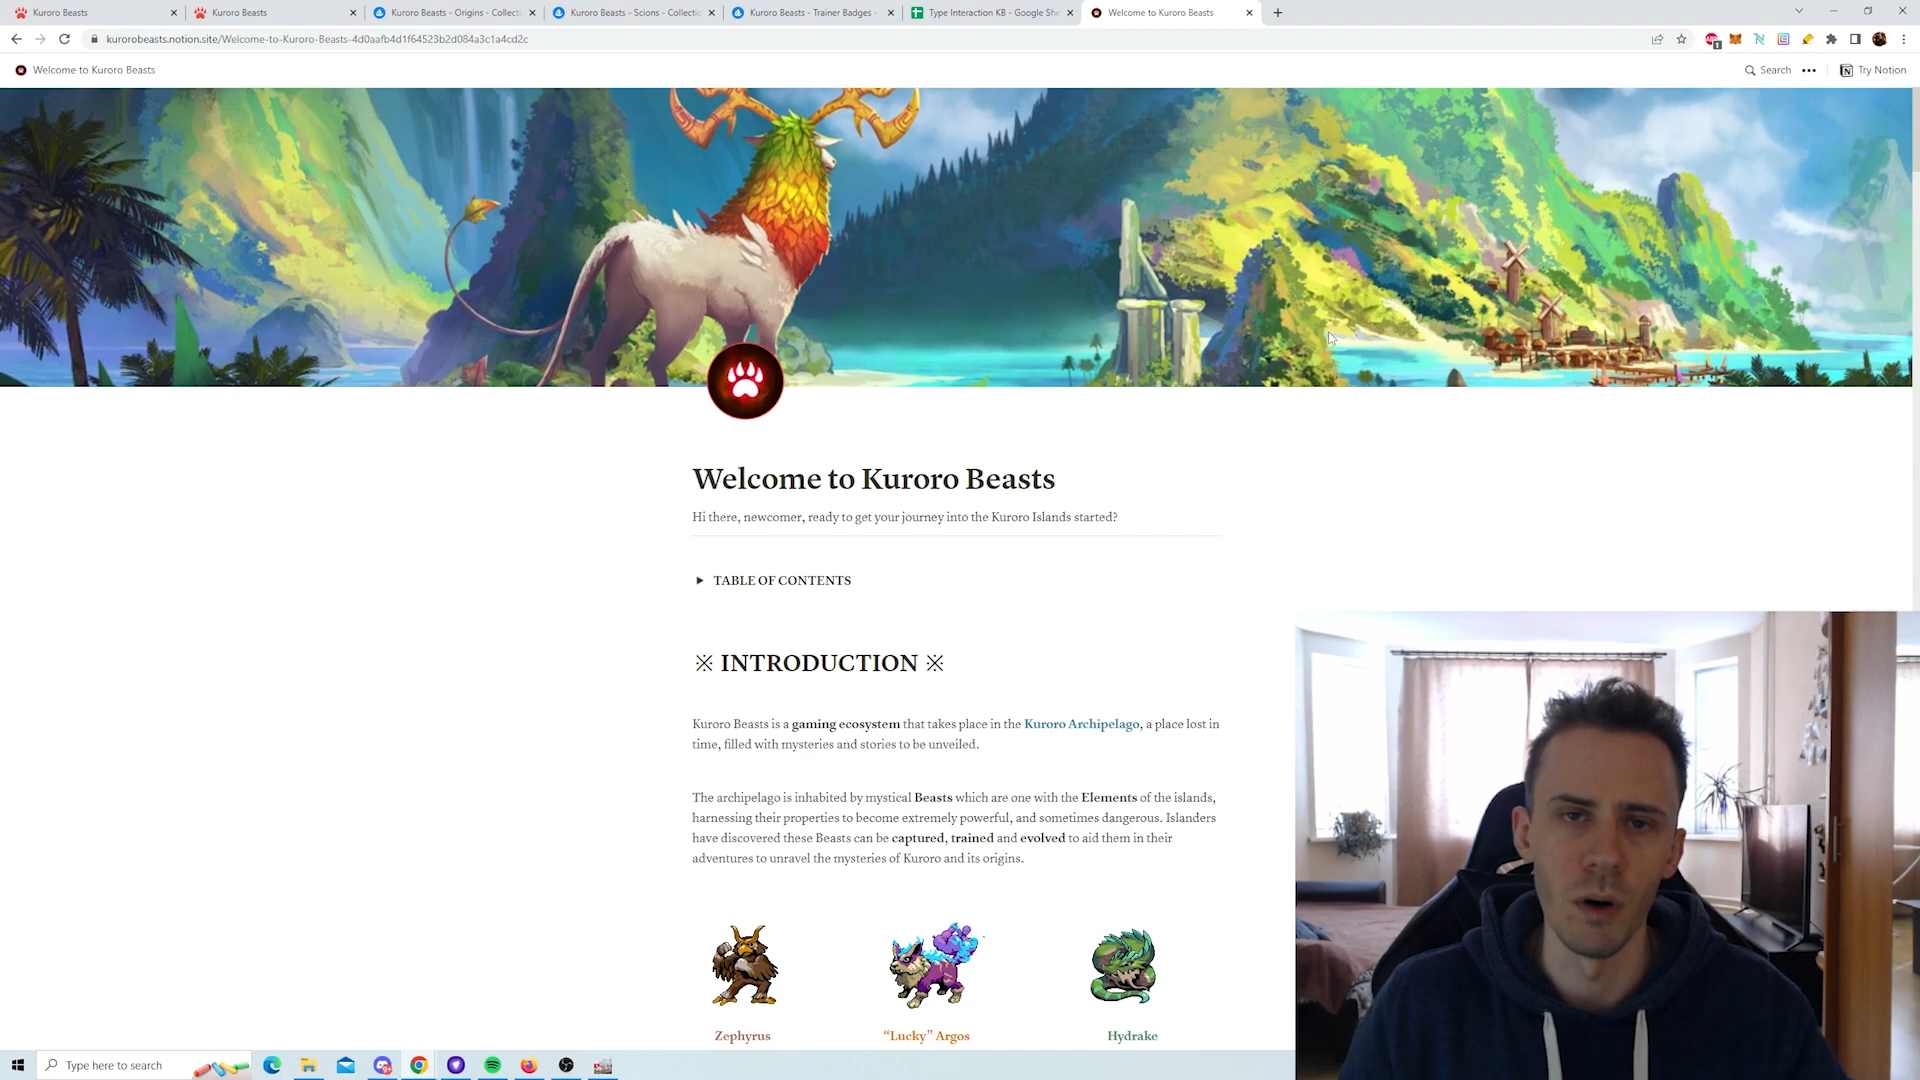 Kuroro Beasts
Kuroro Beasts
Kuroro Beasts - Origins - Collecti
Kuroro Beasts - Scions - Collectic
Kuroro Beasts - Trainer Badges -
Type Interaction KB - Google She
Welcome to Kuroro Beasts
kurorobeasts.notion.site/Welcome-to-Kuroro-Beasts-4d0aafb4d1f64523b2d084a3c1a4cd2c
Welcome to Kuroro Beasts
Search
Try Notion
Welcome to Kuroro Beasts
Hi there, newcomer, ready to get your journey into the Kuroro Islands started?
TABLE OF CONTENTS
※ INTRODUCTION ※
Kuroro Beasts is a gaming ecosystem that takes place in the Kuroro Archipelago, a place lost in
time, filled with mysteries and stories to be unveiled.
The archipelago is inhabited by mystical Beasts which are one with the Elements of the islands,
harnessing their properties to become extremely powerful, and sometimes dangerous. Islanders
have discovered these Beasts can be captured, trained and evolved to aid them in their
adventures to unravel the mysteries of Kuroro and its origins.
Zephyrus
“Lucky” Argos
Hydrake
Type here to search